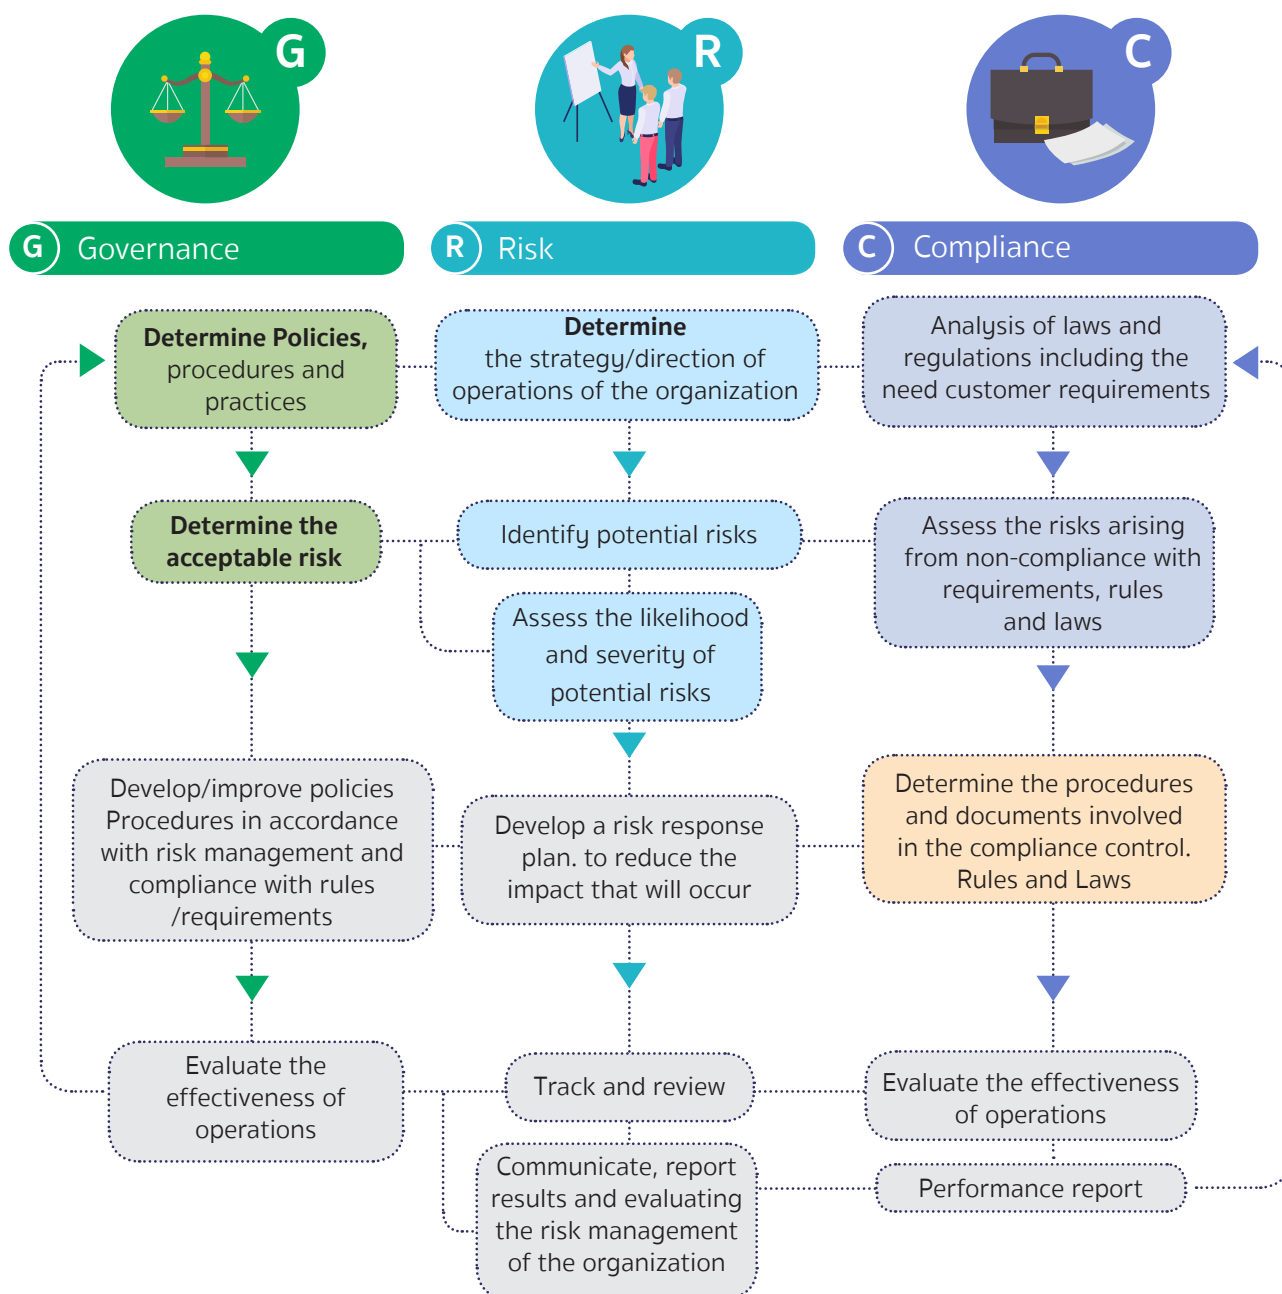 G
R
C
G Governance
R Risk
C Compliance
Determine Policies,
procedures and
practices
Determine
the strategy/direction of
operations of the organization
Analysis of laws and
regulations including the
need customer requirements
Determine the
acceptable risk
Identify potential risks
Assess the likelihood
and severity of
potential risks
Assess the risks arising
from non-compliance with
requirements, rules
and laws
Develop/improve policies
Procedures in accordance
with risk management and
compliance with rules
/requirements
Develop a risk response
plan. to reduce the
impact that will occur
Determine the procedures
and documents involved
in the compliance control.
Rules and Laws
Evaluate the
effectiveness of
operations
Track and review
Evaluate the effectiveness
of operations
Communicate, report
results and evaluating
the risk management
of the organization
Performance report